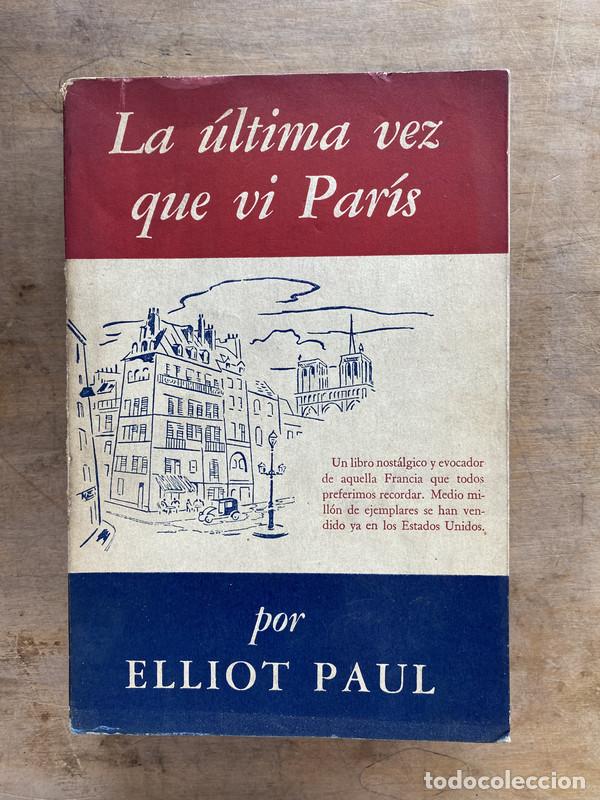 La última vez
que vi París
Un libro nostálgico y evocador
de aquella Francia que todos
preferimos recordar. Medio mi-
llón de ejemplares se han ven-
dido ya en los Estados Unidos.
por
ELLIOT PAUL
todocoleccion